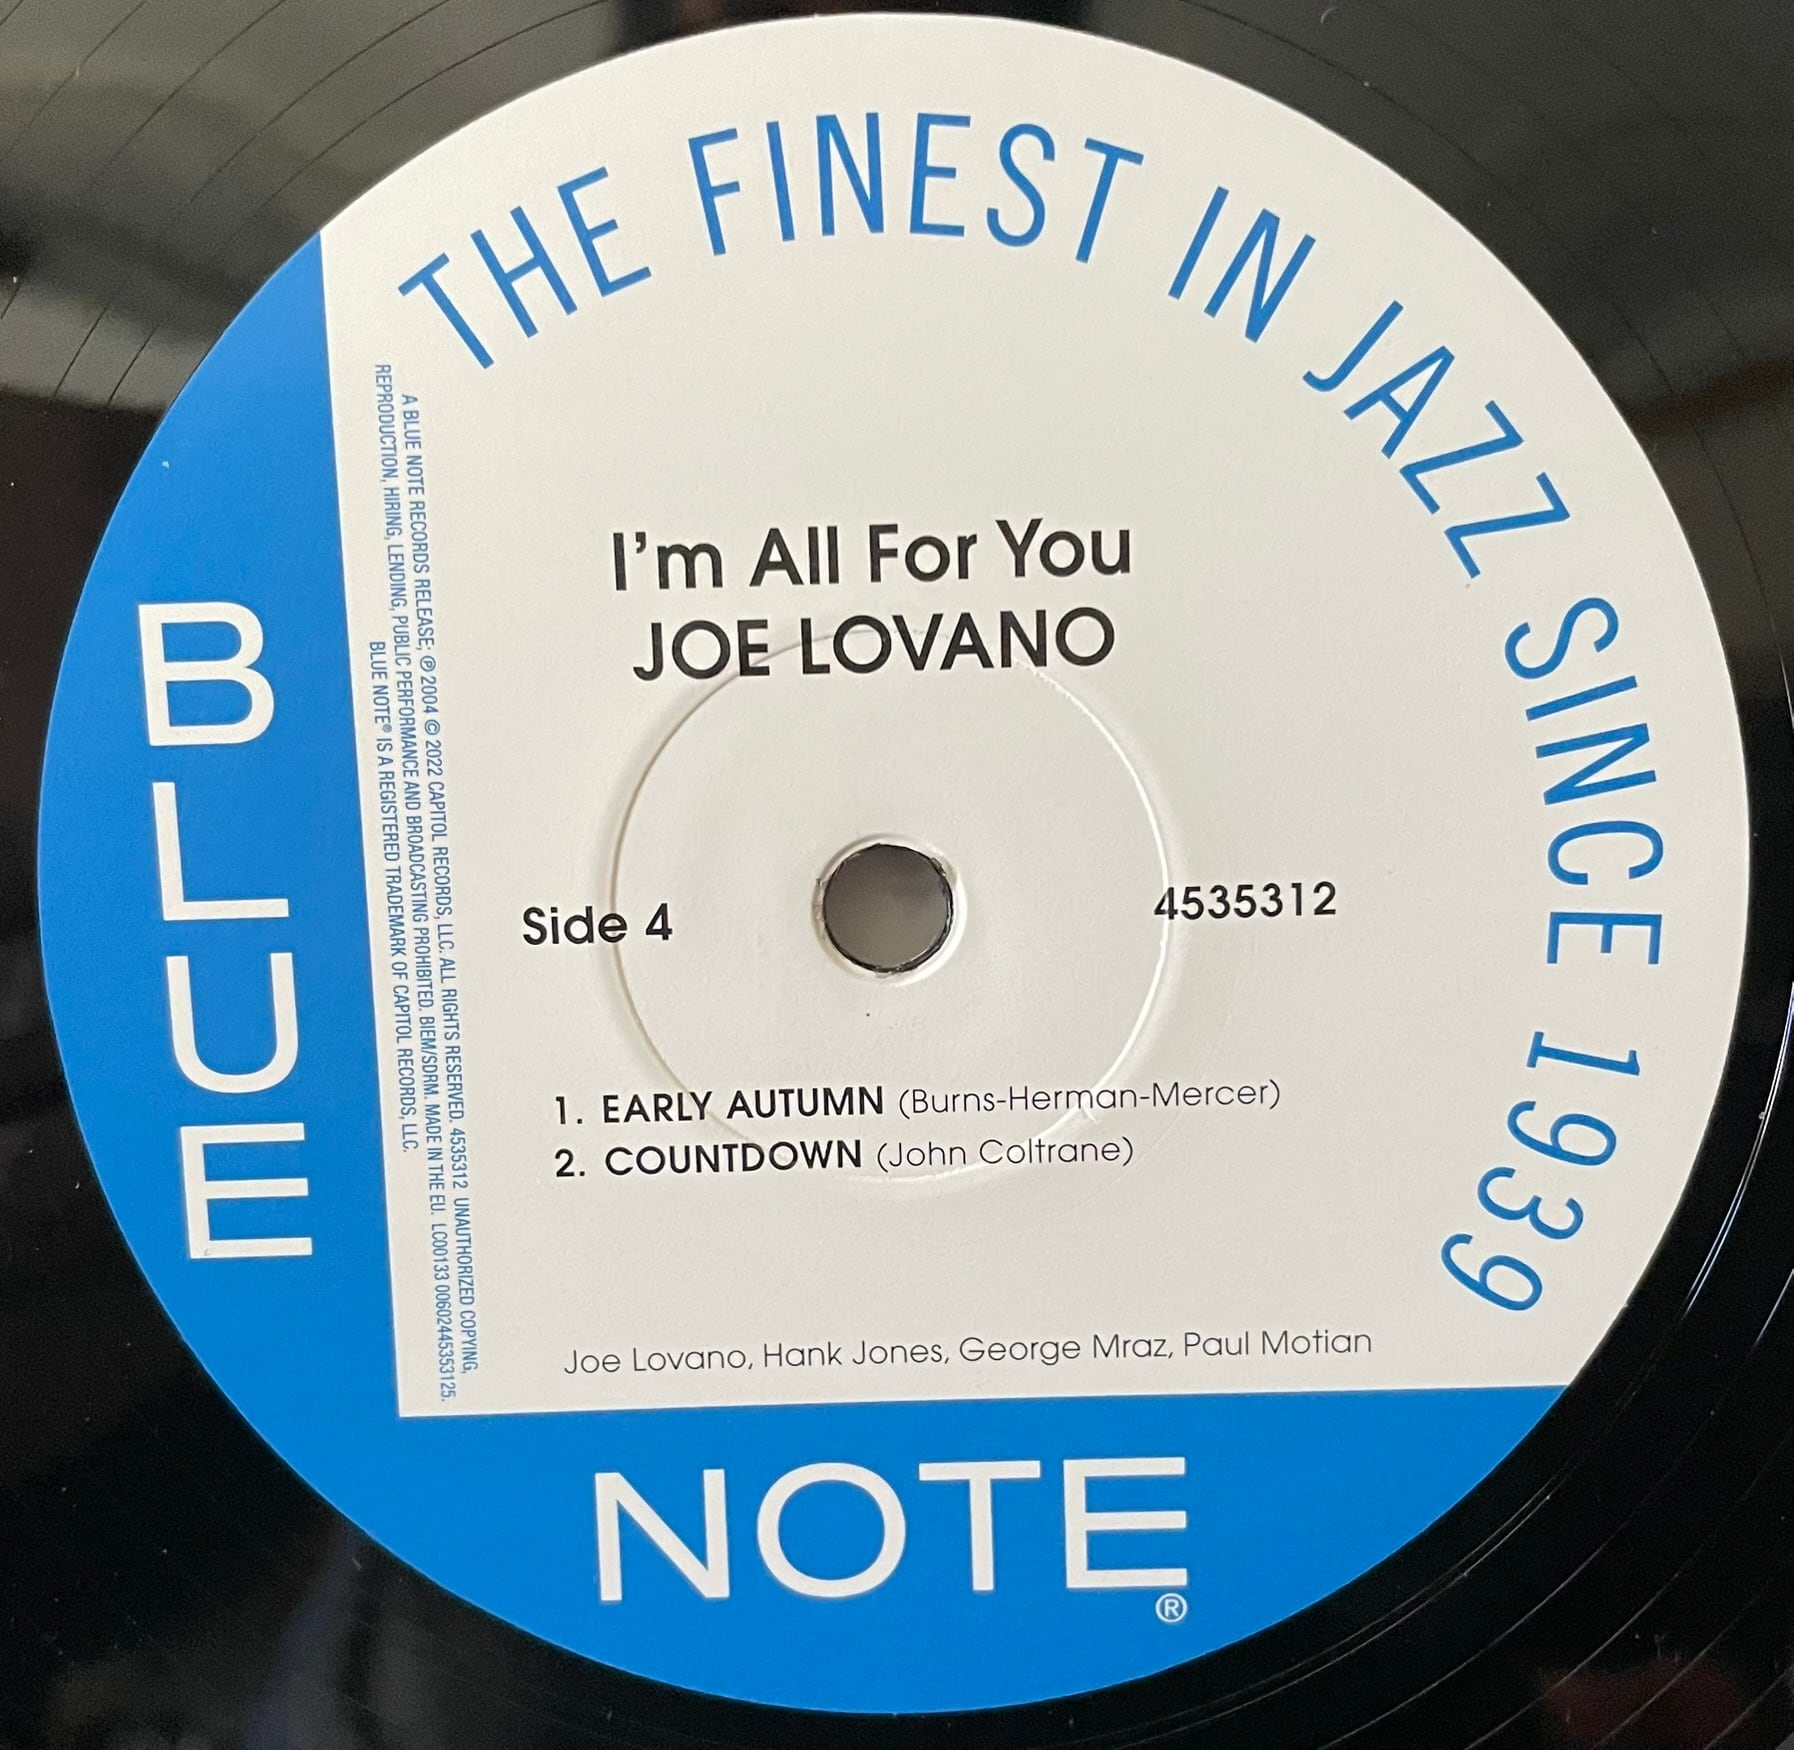 THE FINEST IN JAZZ SINCE 1939
I'm All For You
JOE LOVANO
Side 4
4535312
1. EARLY AUTUMN (Burns-Herman-Mercer)
2. COUNTDOWN (John Coltrane)
Joe Lovano, Hank Jones, George Mraz, Paul Motian
BLUE
NOTE®
A BLUE NOTE RECORDS RELEASE; ℗ 2004 © 2022 CAPITOL RECORDS, LLC. ALL RIGHTS RESERVED. 4535312 UNAUTHORIZED COPYING,
REPRODUCTION, HIRING, LENDING, PUBLIC PERFORMANCE AND BROADCASTING PROHIBITED. BIEM/SDRM. MADE IN THE EU. LC00133 00602445353125.
BLUE NOTE® IS A REGISTERED TRADEMARK OF CAPITOL RECORDS, LLC.